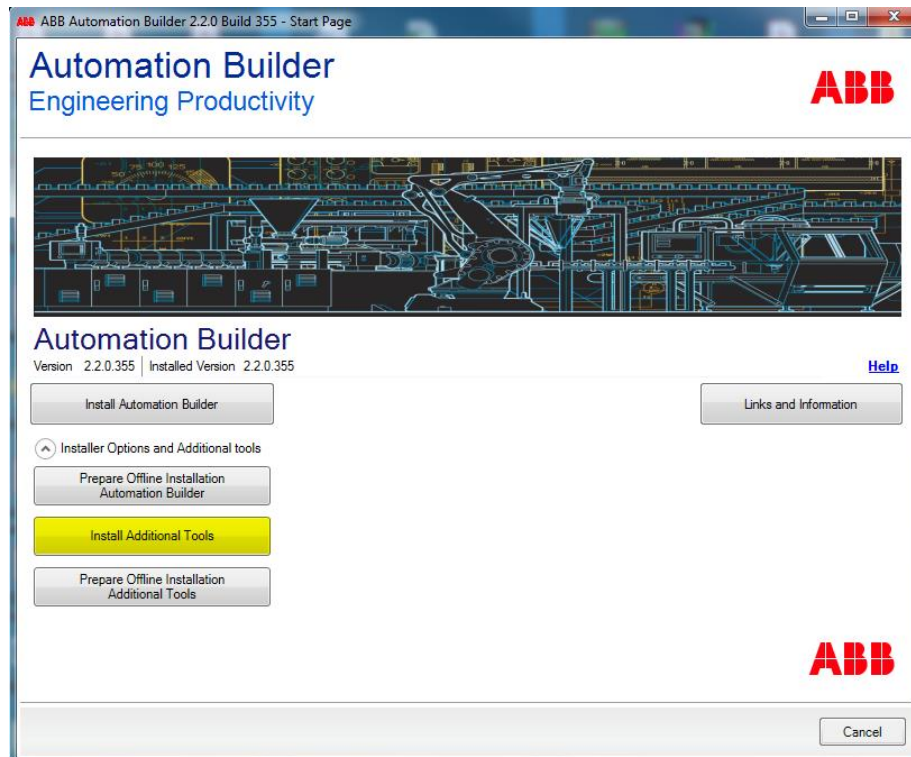 ABB ABB Automation Builder 2.2.0 Build 355 - Start Page
Automation Builder
Engineering Productivity
ABB
Automation Builder
Version 2.2.0.355 Installed Version 2.2.0.355
Help
Install Automation Builder
Links and Information
Installer Options and Additional tools
Prepare Offline Installation
Automation Builder
Install Additional Tools
Prepare Offline Installation
Additional Tools
ABB
Cancel